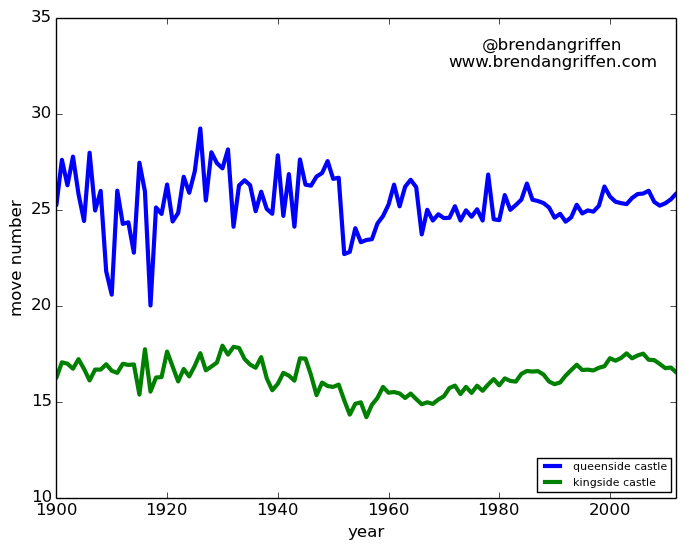 @brendangriffen
www.brendangriffen.com
35
30
25
20
15
10
move number
1900
1920
1940
1960
1980
2000
year
queenside castle
kingside castle